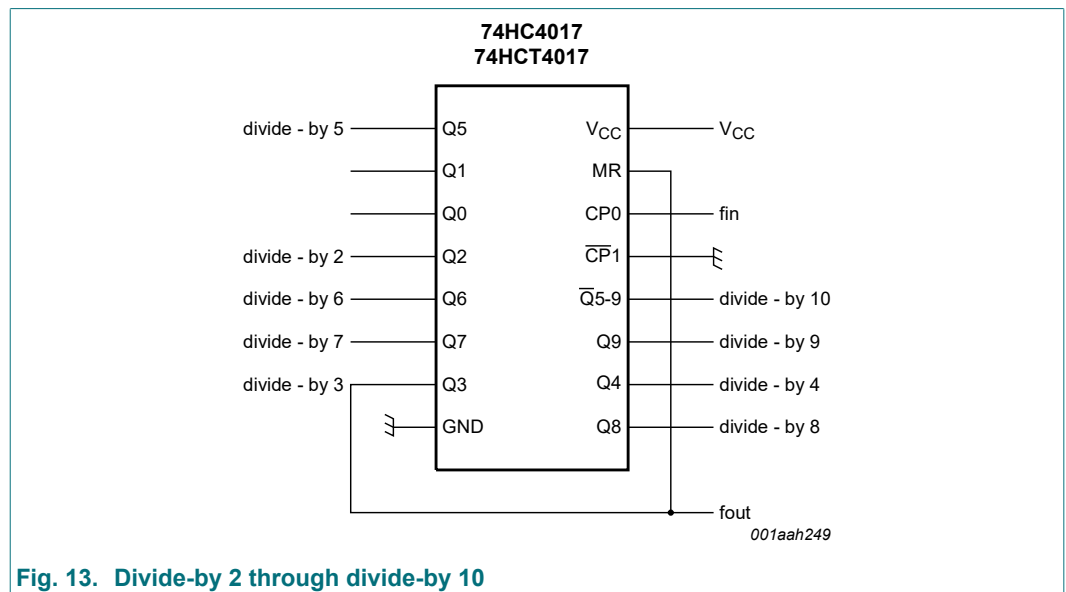 74HC4017
74HCT4017
divide - by 5
Q5
VCC
VCC
Q1
MR
Q0
CP0
fin
divide - by 2
Q2
C̅P̅1
divide - by 6
Q6
Q̅5-9
divide - by 10
divide - by 7
Q7
Q9
divide - by 9
divide - by 3
Q3
Q4
divide - by 4
GND
Q8
divide - by 8
fout
001aah249
Fig. 13. Divide-by 2 through divide-by 10